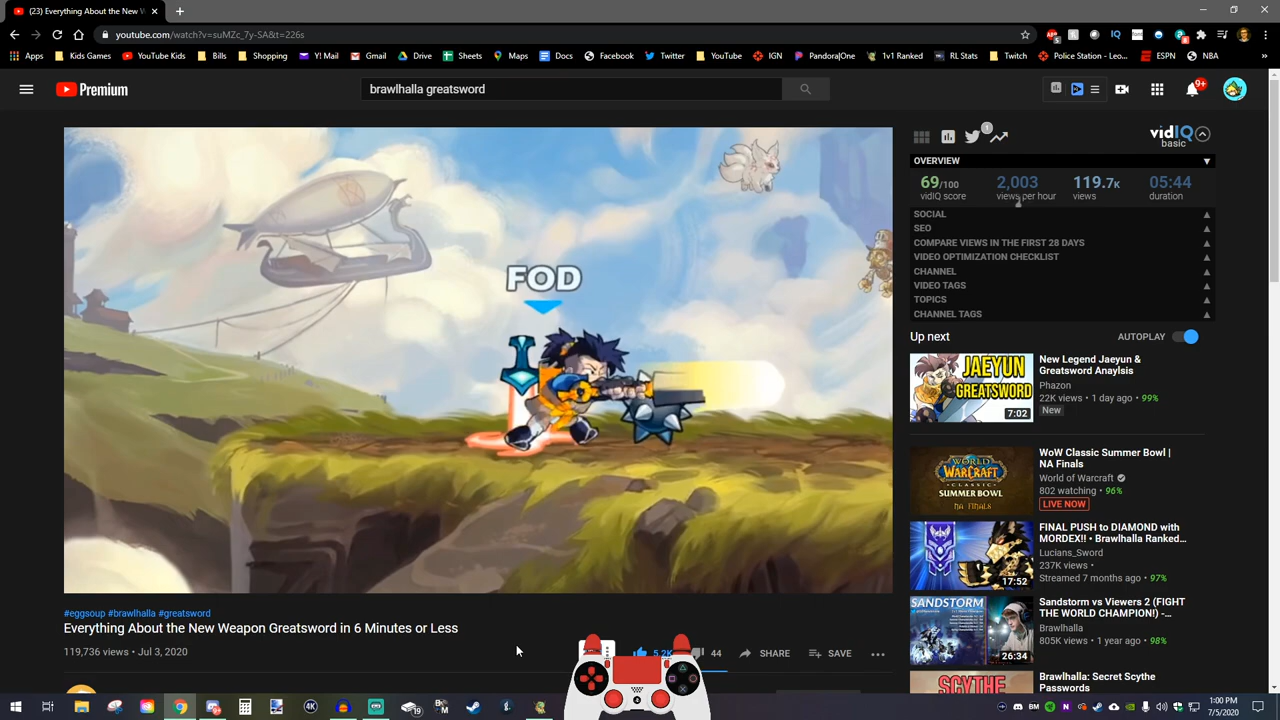 (23) Everything About the New W
youtube.com/watch?v=suMZc_7y-SA&t=226s
Apps Kids Games YouTube Kids Bills Shopping Y! Mail Gmail Drive Sheets Maps Docs Facebook Twitter YouTube IGN Pandora|One 1v1 Ranked RL Stats Twitch Police Station - Leo... ESPN NBA
Premium
brawlhalla greatsword
9+
FOD
1
vidIQ
basic
OVERVIEW
69/100 2,003 119.7K 05:44
vidIQ score views per hour views duration
SOCIAL
SEO
COMPARE VIEWS IN THE FIRST 28 DAYS
VIDEO OPTIMIZATION CHECKLIST
CHANNEL
VIDEO TAGS
TOPICS
CHANNEL TAGS
Up next
AUTOPLAY
JAEYUN
GREATSWORD
7:02
New Legend Jaeyun &
Greatsword Anaylsis
Phazon
22K views • 1 day ago • 99%
New
WORLD
WARCRAFT
CLASSIC
SUMMER BOWL
NA FINALS
WoW Classic Summer Bowl |
NA Finals
World of Warcraft
802 watching • 96%
LIVE NOW
17:52
FINAL PUSH to DIAMOND with
MORDEX!! • Brawlhalla Ranked...
Lucians_Sword
237K views •
Streamed 7 months ago • 97%
SANDSTORM
26:34
Sandstorm vs Viewers 2 (FIGHT
THE WORLD CHAMPION!) -...
Brawlhalla
805K views • 1 year ago • 98%
SCYTHE
Brawlhalla: Secret Scythe
Passwords
#eggsoup #brawlhalla #greatsword
Everything About the New Weapon Greatsword in 6 Minutes or less
119,736 views • Jul 3, 2020
5.2K 44 SHARE SAVE
1:00 PM
7/5/2020